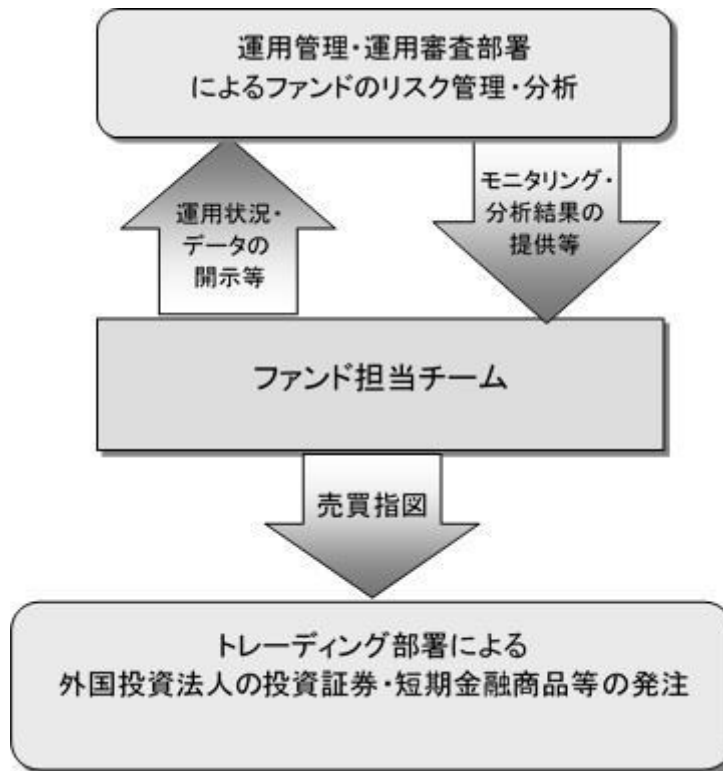 運用管理・運用審査部署
によるファンドのリスク管理・分析
運用状況・
データの
開示等
モニタリング・
分析結果の
提供等
ファンド担当チーム
売買指図
トレーディング部署による
外国投資法人の投資証券・短期金融商品等の発注